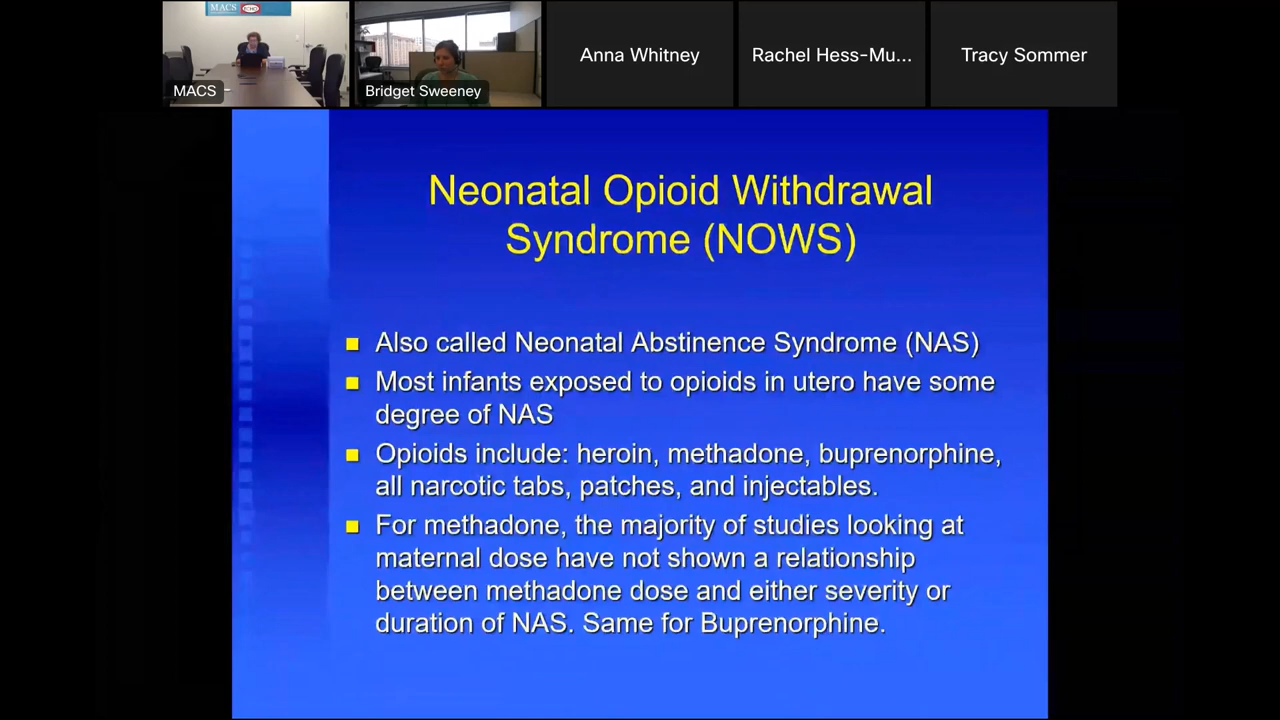 MACS
MACS
Bridget Sweeney
Anna Whitney
Rachel Hess-Mu...
Tracy Sommer
Neonatal Opioid Withdrawal
Syndrome (NOWS)
Also called Neonatal Abstinence Syndrome (NAS)
Most infants exposed to opioids in utero have some
degree of NAS
Opioids include: heroin, methadone, buprenorphine,
all narcotic tabs, patches, and injectables.
For methadone, the majority of studies looking at
maternal dose have not shown a relationship
between methadone dose and either severity or
duration of NAS. Same for Buprenorphine.